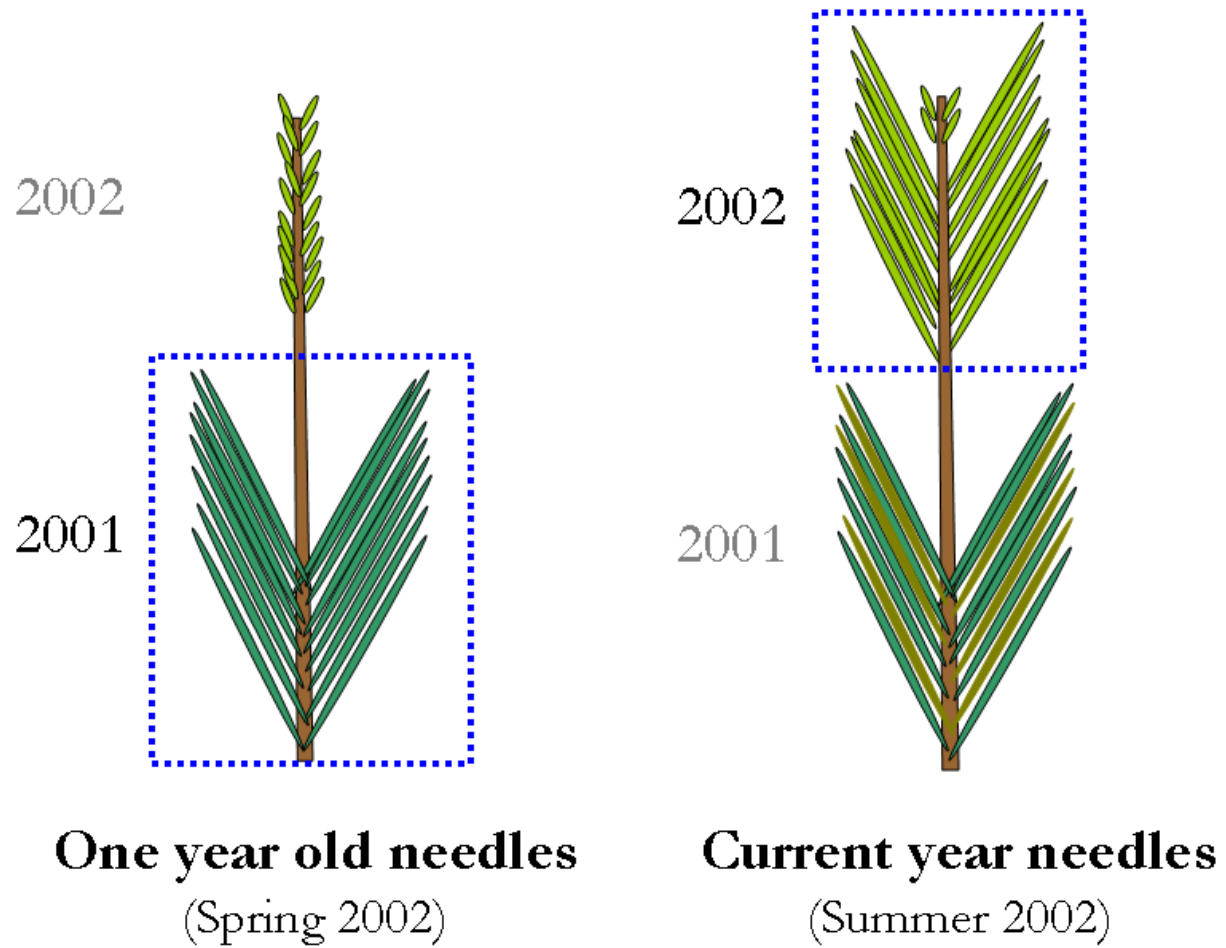 2002
2001
One year old needles
(Spring 2002)
2002
2001
Current year needles
(Summer 2002)